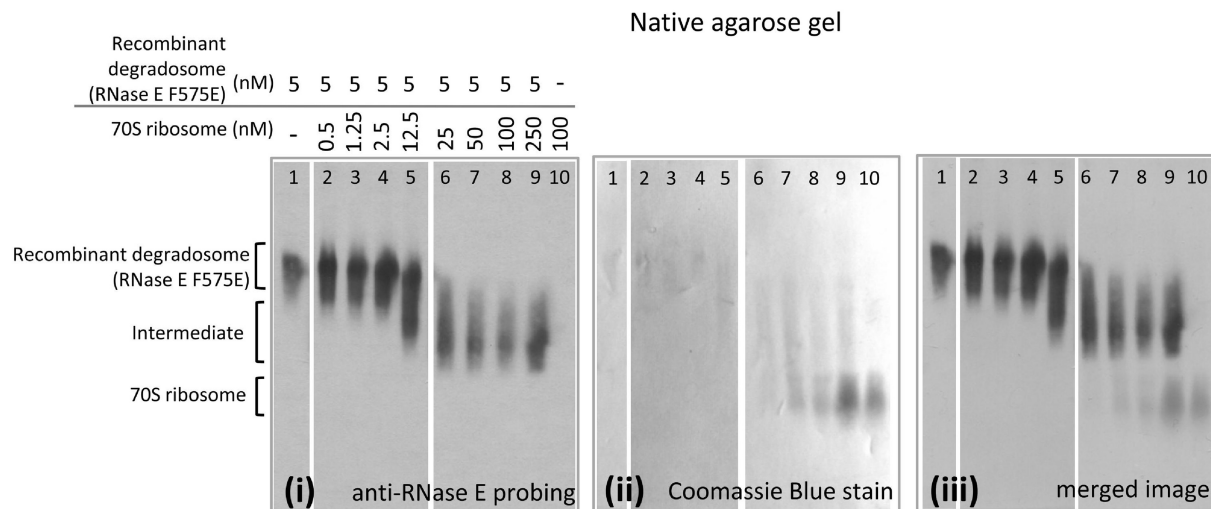 Native agarose gel
Recombinant
degradosome (nM) 5 5 5 5 5 5 5 5 5 -
(RNase E F575E)
70S ribosome (nM) - 0.5 1.25 2.5 12.5 25 50 100 250 100
1 2 3 4 5 6 7 8 9 10
1 2 3 4 5 6 7 8 9 10
1 2 3 4 5 6 7 8 9 10
Recombinant degradosome
(RNase E F575E)
Intermediate
70S ribosome
(i) anti-RNase E probing
(ii) Coomassie Blue stain
(iii) merged image